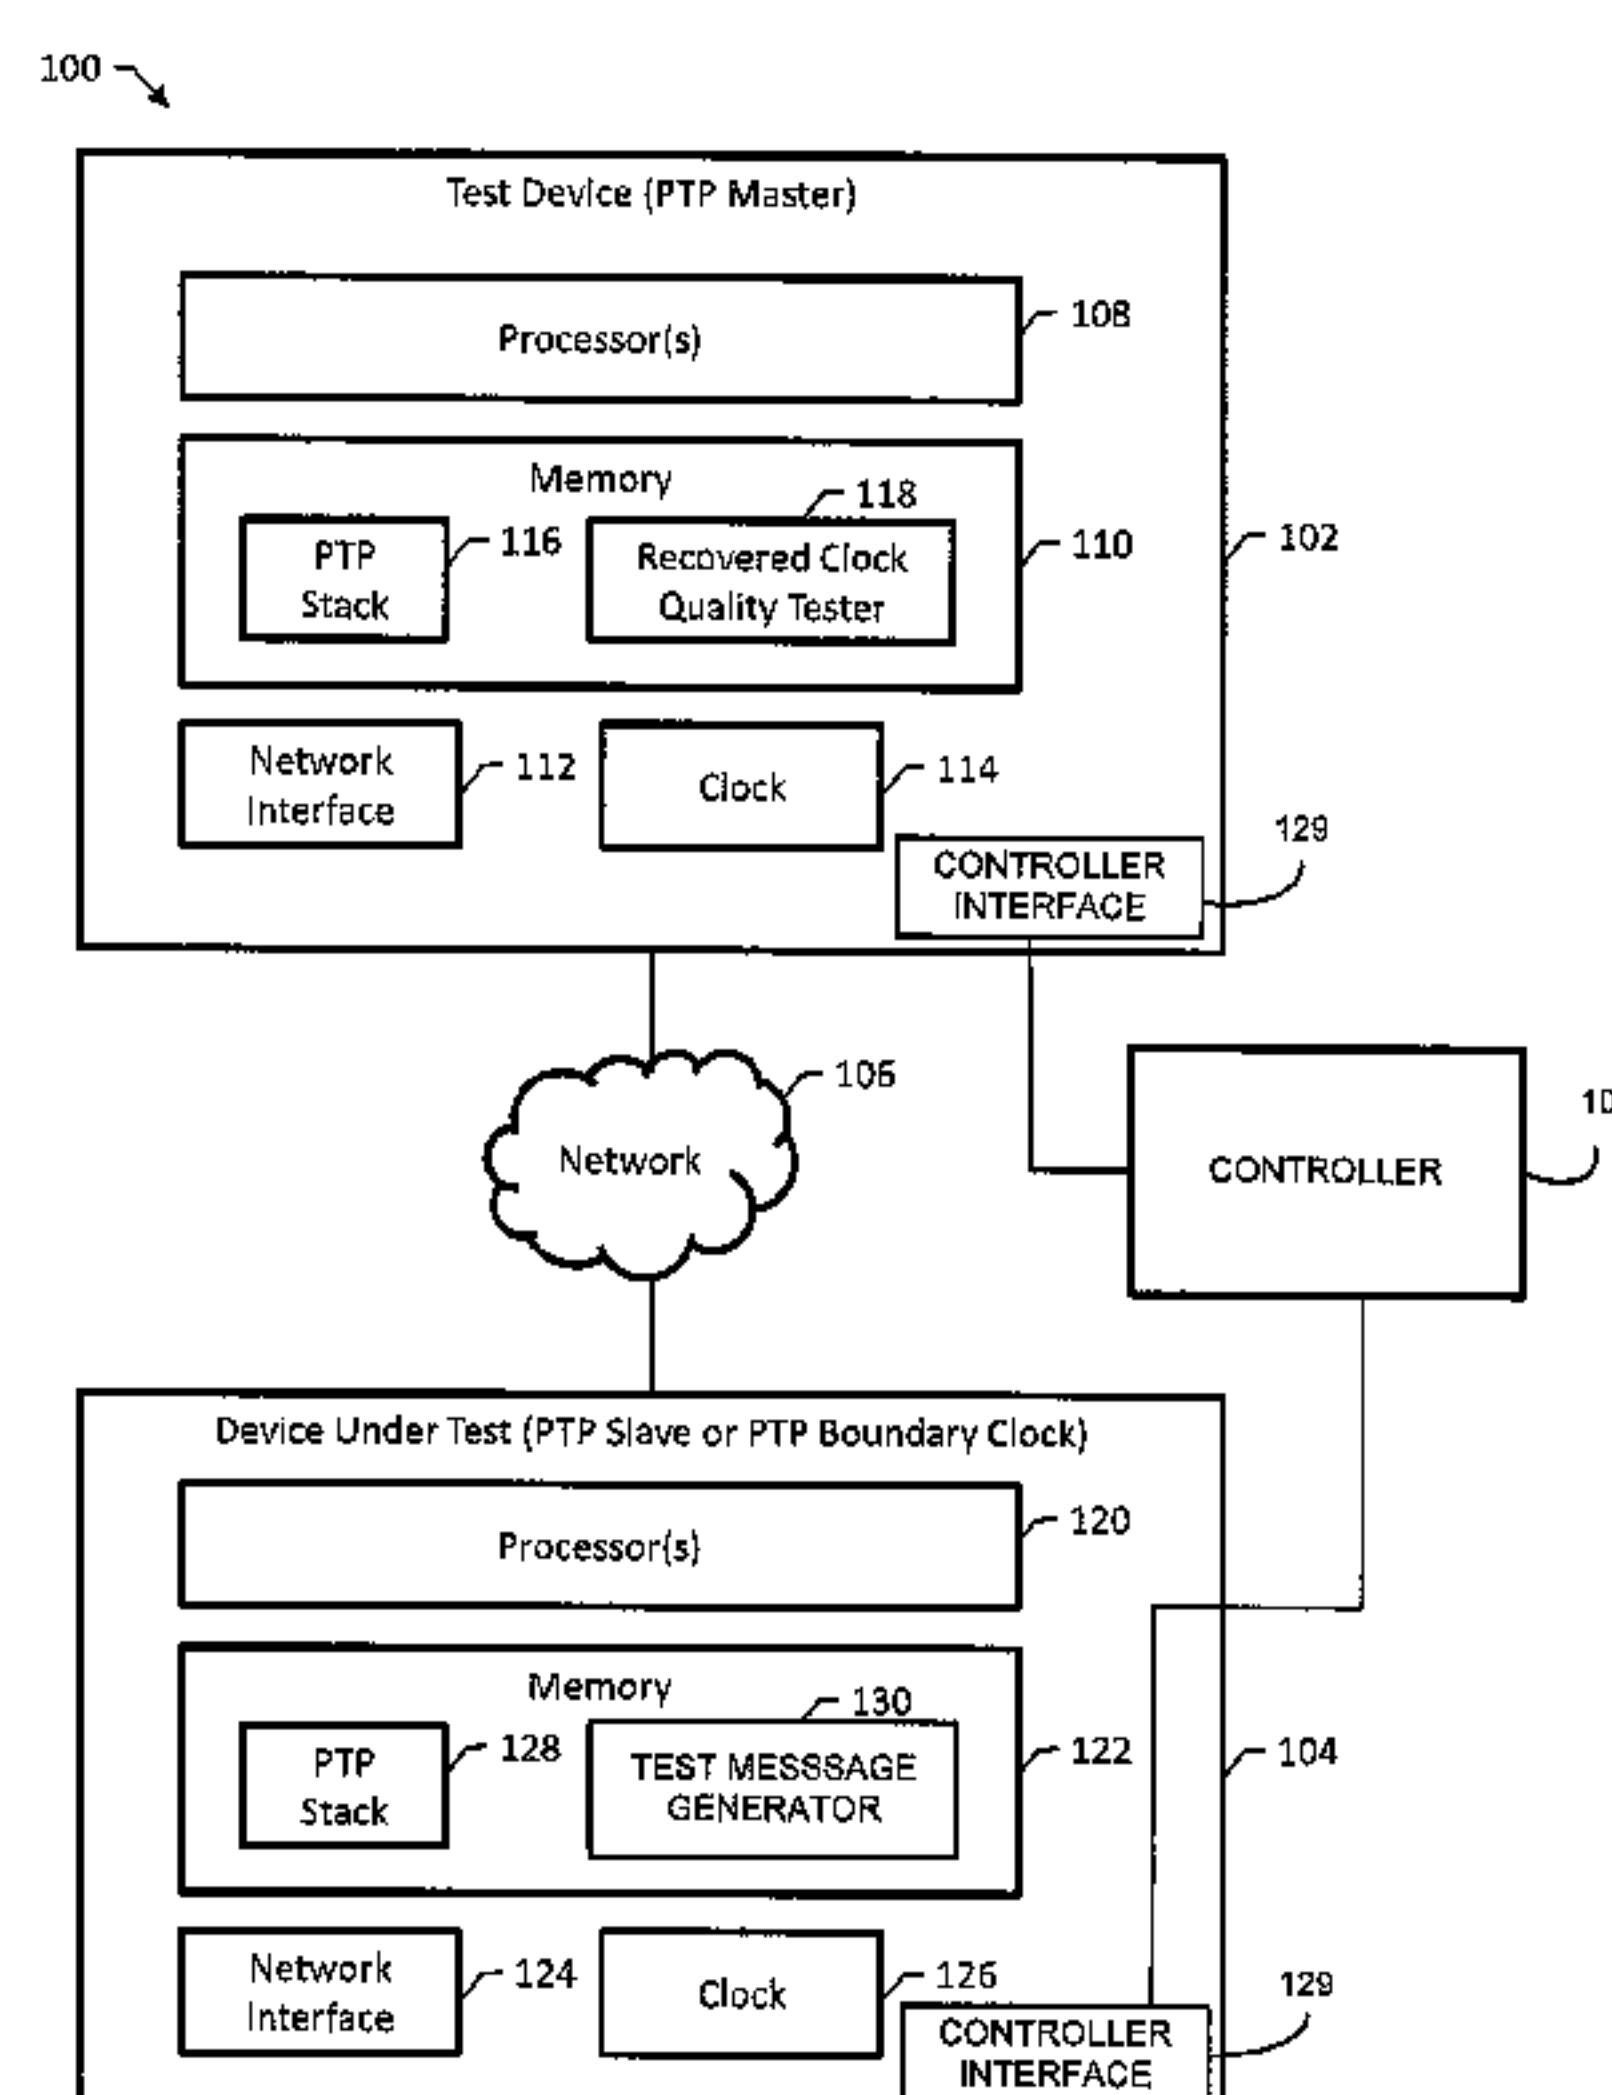 100
Test Device (PTP Master)
Processor(s)
108
Memory
118
PTP
Stack
116
Recovered Clock
Quality Tester
110
102
Network
Interface
112
Clock
114
129
CONTROLLER
INTERFACE
106
Network
10
CONTROLLER
Device Under Test (PTP Slave or PTP Boundary Clock)
Processor(s)
120
Memory
130
PTP
Stack
128
TEST MESSSAGE
GENERATOR
122
104
Network
Interface
124
Clock
126
129
CONTROLLER
INTERFACE